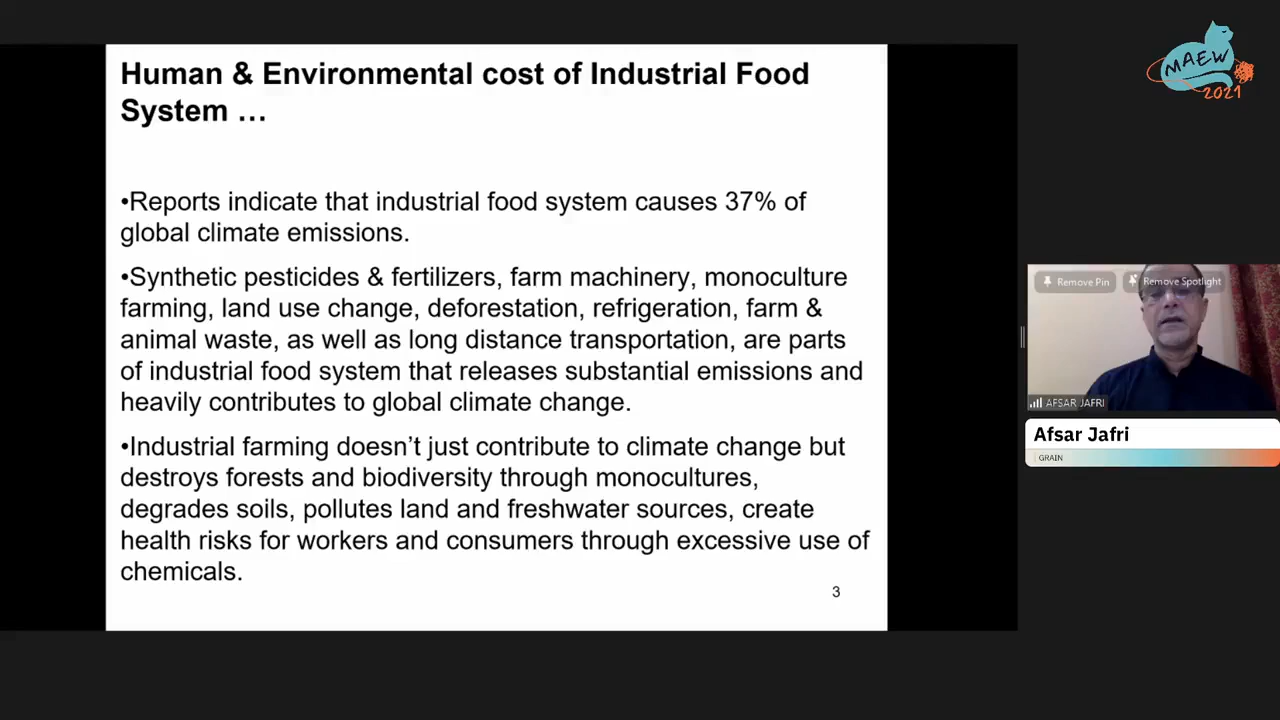 Human & Environmental cost of Industrial Food
System …
•Reports indicate that industrial food system causes 37% of
global climate emissions.
•Synthetic pesticides & fertilizers, farm machinery, monoculture
farming, land use change, deforestation, refrigeration, farm &
animal waste, as well as long distance transportation, are parts
of industrial food system that releases substantial emissions and
heavily contributes to global climate change.
•Industrial farming doesn’t just contribute to climate change but
destroys forests and biodiversity through monocultures,
degrades soils, pollutes land and freshwater sources, create
health risks for workers and consumers through excessive use of
chemicals.
3
MAEW
2021
Remove Pin
Remove Spotlight
AFSAR JAFRI
Afsar Jafri
GRAIN